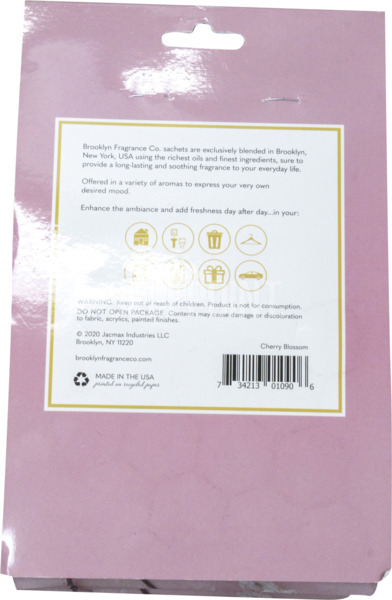 Brooklyn Fragrance Co. sachets are exclusively blended in Brooklyn,
New York, USA using the richest oils and finest ingredients, sure to
provide a long-lasting and soothing fragrance to your everyday life.
Offered in a variety of aromas to express your very own
desired mood.
Enhance the ambiance and add freshness day after day...in your:
WARNING: Keep out of reach of children. Product is not for consumption.
DO NOT OPEN PACKAGE. Contents may cause damage or discoloration
to fabric, acrylics, painted finishes.
© 2020 Jacmax Industries LLC
Brooklyn, NY 11220
Cherry Blossom
brooklynfragranceco.com
MADE IN THE USA
printed on recycled paper
7 34213 01090 6